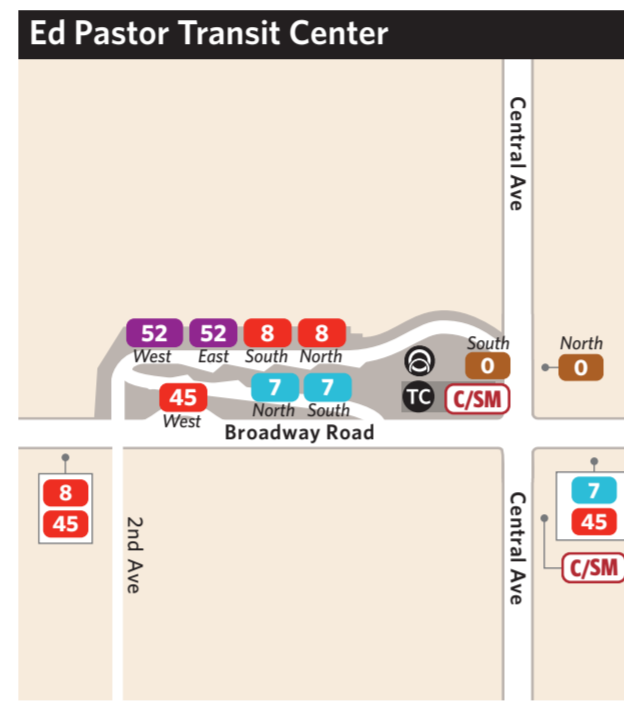 Ed Pastor Transit Center
Central Ave
52
52
8
8
West
East
South
North
South
0
North
0
45
West
7
7
North
South
TC
C/SM
Broadway Road
8
45
2nd Ave
Central Ave
7
45
C/SM